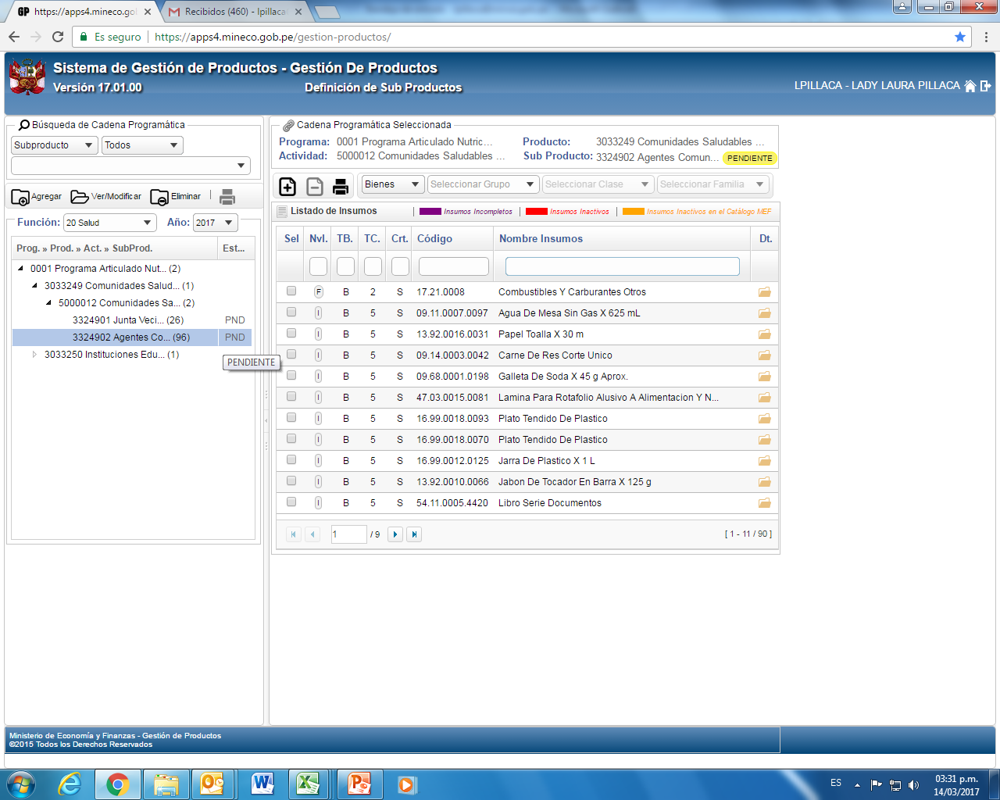 https://apps4.mineco.go
Recibidos (460) - lpillaca
Es seguro
https://apps4.mineco.gob.pe/gestion-productos/
Sistema de Gestión de Productos - Gestión De Productos
Versión 17.01.00
Definición de Sub Productos
LPILLACA - LADY LAURA PILLACA
Búsqueda de Cadena Programática
Subproducto
Todos
Agregar
Ver/Modificar
Eliminar
Función:
20 Salud
Año:
2017
Prog. » Prod. » Act. » SubProd.
Est...
0001 Programa Articulado Nut... (2)
3033249 Comunidades Salud... (1)
5000012 Comunidades Sa... (2)
3324901 Junta Veci... (26) PND
3324902 Agentes Co... (96) PND
3033250 Instituciones Edu... (1)
PENDIENTE
Cadena Programática Seleccionada
Programa: 0001 Programa Articulado Nutric... Producto: 3033249 Comunidades Saludables ...
Actividad: 5000012 Comunidades Saludables ... Sub Producto: 3324902 Agentes Comun... PENDIENTE
Bienes
Seleccionar Grupo
Seleccionar Clase
Seleccionar Familia
Listado de Insumos
Insumos Incompletos
Insumos Inactivos
Insumos Inactivos en el Catálogo MEF
Sel Nvl. TB. TC. Crt. Código Nombre Insumos Dt.
F B 2 S 17.21.0008 Combustibles Y Carburantes Otros
I B 5 S 09.11.0007.0097 Agua De Mesa Sin Gas X 625 mL
I B 5 S 13.92.0016.0031 Papel Toalla X 30 m
I B 5 S 09.14.0003.0042 Carne De Res Corte Unico
I B 5 S 09.68.0001.0198 Galleta De Soda X 45 g Aprox.
I B 5 S 47.03.0015.0081 Lamina Para Rotafolio Alusivo A Alimentacion Y N...
I B 5 S 16.99.0018.0093 Plato Tendido De Plastico
I B 5 S 16.99.0018.0070 Plato Tendido De Plastico
I B 5 S 16.99.0012.0125 Jarra De Plastico X 1 L
I B 5 S 13.92.0010.0066 Jabon De Tocador En Barra X 125 g
I B 5 S 54.11.0005.4420 Libro Serie Documentos
1 / 9
[ 1 - 11 / 90 ]
Ministerio de Economía y Finanzas - Gestión de Productos
©2015 Todos los Derechos Reservados
ES
03:31 p.m.
14/03/2017